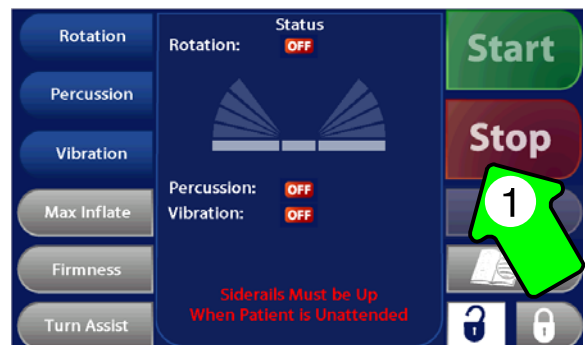 Rotation
Percussion
Vibration
Max Inflate
Firmness
Turn Assist
Status
Rotation: OFF
Percussion: OFF
Vibration: OFF
Siderails Must be Up
When Patient is Unattended
Start
Stop
1